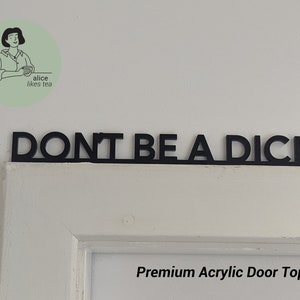 alice
likes tea
DON'T BE A DIC
Premium Acrylic Door Top